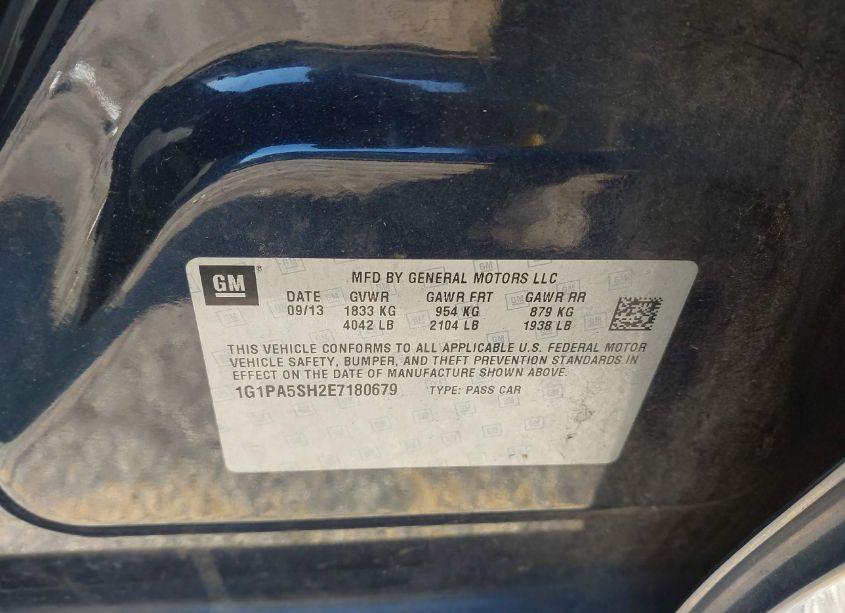 GM ® MFD BY GENERAL MOTORS LLC
DATE GVWR GAWR FRT GAWR RR
09/13 1833 KG 954 KG 879 KG
4042 LB 2104 LB 1938 LB
THIS VEHICLE CONFORMS TO ALL APPLICABLE U.S. FEDERAL MOTOR
VEHICLE SAFETY, BUMPER, AND THEFT PREVENTION STANDARDS IN
EFFECT ON THE DATE OF MANUFACTURE SHOWN ABOVE.
1G1PA5SH2E7180679 TYPE: PASS CAR